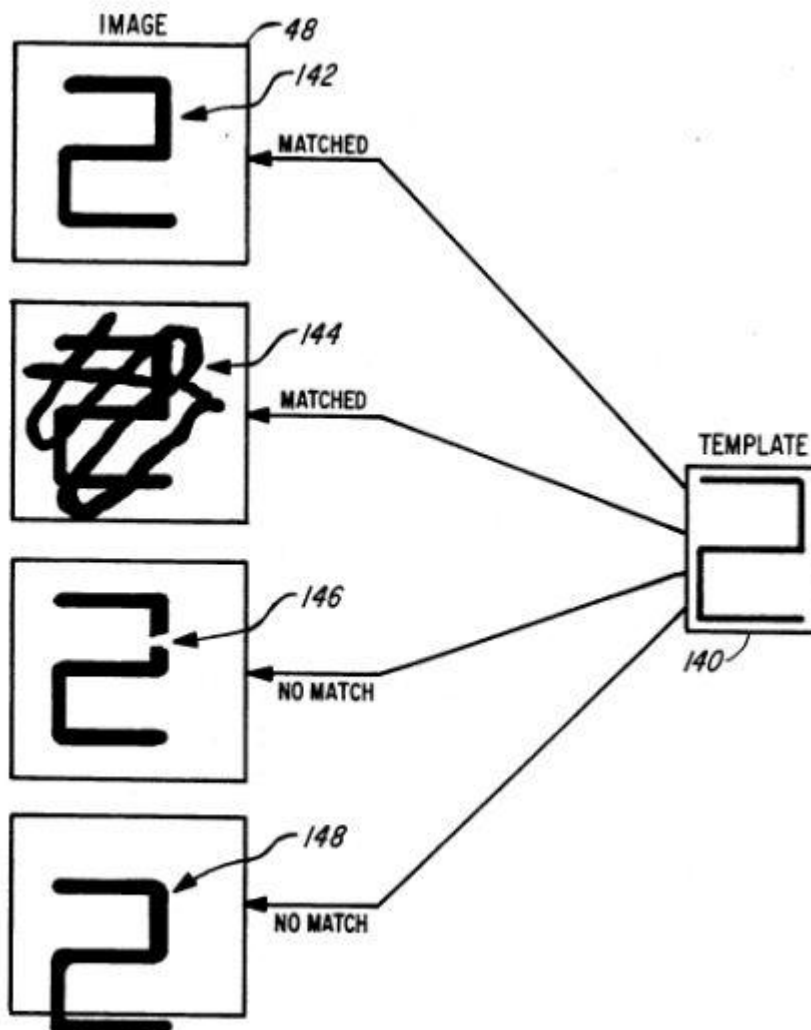 IMAGE
48
142
MATCHED
144
MATCHED
TEMPLATE
140
146
NO MATCH
148
NO MATCH